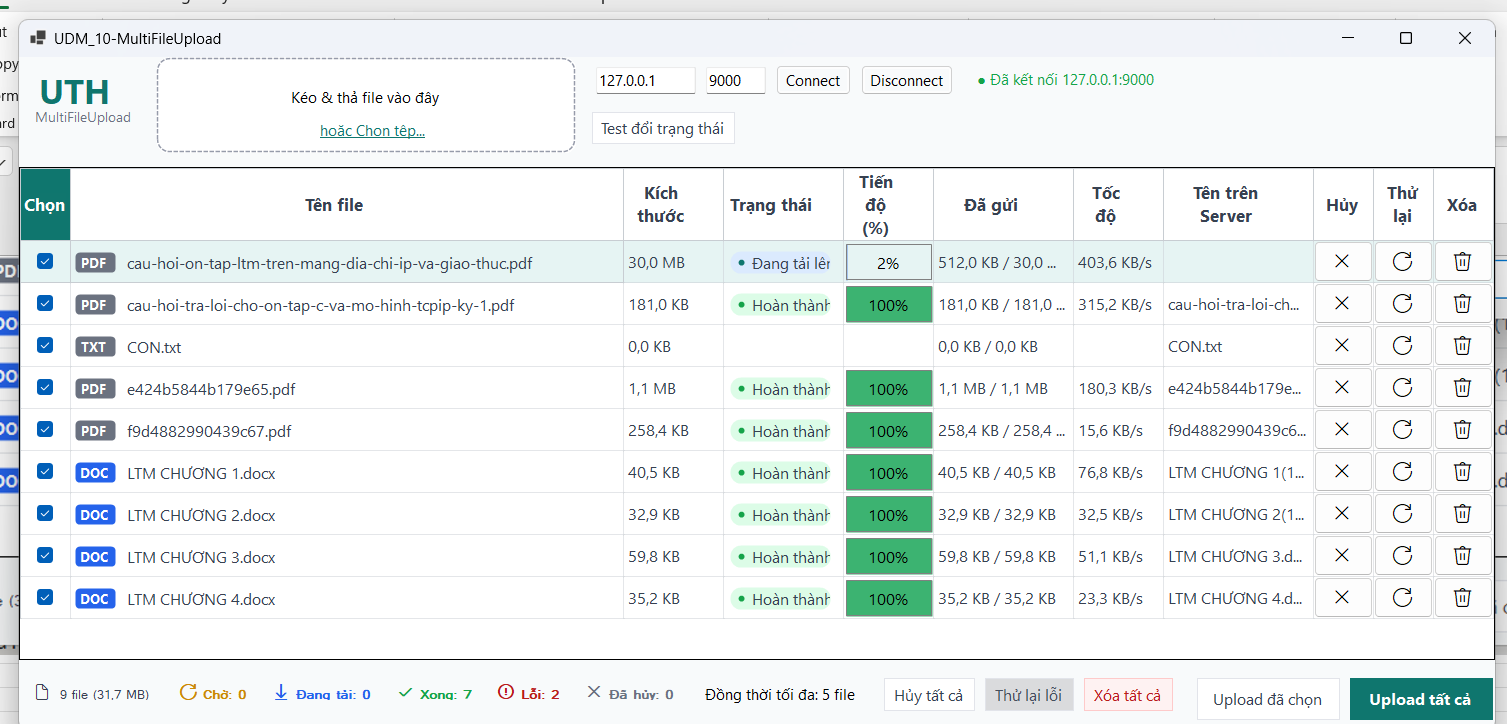 UDM_10-MultiFileUpload
UTH
MultiFileUpload
Kéo & thả file vào đây
hoặc Chọn tệp...
127.0.0.1 9000 Connect Disconnect ● Đã kết nối 127.0.0.1:9000
Test đổi trạng thái
Chọn Tên file Kích thước Trạng thái Tiến độ (%) Đã gửi Tốc độ Tên trên Server Hủy Thử lại Xóa
PDF cau-hoi-on-tap-ltm-tren-mang-dia-chi-ip-va-giao-thuc.pdf 30,0 MB Đang tải lên 2% 512,0 KB / 30,0 ... 403,6 KB/s
PDF cau-hoi-tra-loi-cho-on-tap-c-va-mo-hinh-tcpip-ky-1.pdf 181,0 KB Hoàn thành 100% 181,0 KB / 181,0 ... 315,2 KB/s cau-hoi-tra-loi-ch...
TXT CON.txt 0,0 KB 0,0 KB / 0,0 KB CON.txt
PDF e424b5844b179e65.pdf 1,1 MB Hoàn thành 100% 1,1 MB / 1,1 MB 180,3 KB/s e424b5844b179e...
PDF f9d4882990439c67.pdf 258,4 KB Hoàn thành 100% 258,4 KB / 258,4 ... 15,6 KB/s f9d4882990439c6...
DOC LTM CHƯƠNG 1.docx 40,5 KB Hoàn thành 100% 40,5 KB / 40,5 KB 76,8 KB/s LTM CHƯƠNG 1(1...
DOC LTM CHƯƠNG 2.docx 32,9 KB Hoàn thành 100% 32,9 KB / 32,9 KB 32,5 KB/s LTM CHƯƠNG 2(1...
DOC LTM CHƯƠNG 3.docx 59,8 KB Hoàn thành 100% 59,8 KB / 59,8 KB 51,1 KB/s LTM CHƯƠNG 3.d...
DOC LTM CHƯƠNG 4.docx 35,2 KB Hoàn thành 100% 35,2 KB / 35,2 KB 23,3 KB/s LTM CHƯƠNG 4.d...
9 file (31,7 MB) Chờ: 0 Đang tải: 0 Xong: 7 Lỗi: 2 Đã hủy: 0 Đồng thời tối đa: 5 file Hủy tất cả Thử lại lỗi Xóa tất cả Upload đã chọn Upload tất cả